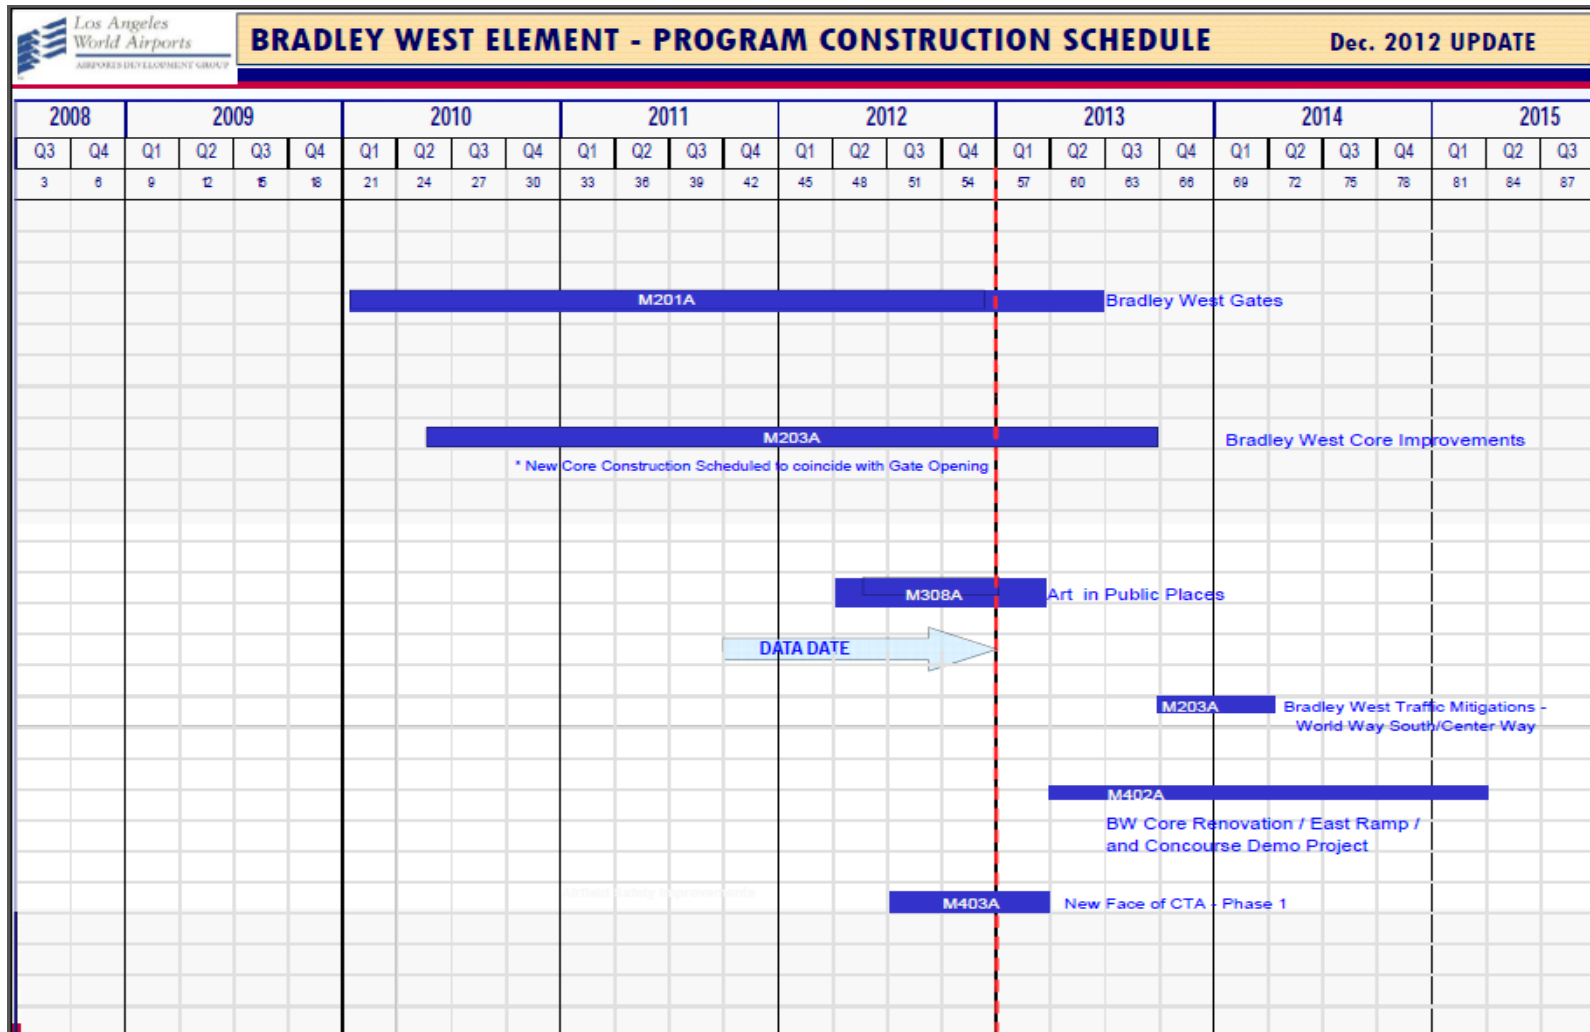 Los Angeles
World Airports
AIRPORTS DEVELOPMENT GROUP
BRADLEY WEST ELEMENT - PROGRAM CONSTRUCTION SCHEDULE Dec. 2012 UPDATE
2008 2009 2010 2011 2012 2013 2014 2015
Q3 Q4 Q1 Q2 Q3 Q4 Q1 Q2 Q3 Q4 Q1 Q2 Q3 Q4 Q1 Q2 Q3 Q4 Q1 Q2 Q3 Q4 Q1 Q2 Q3 Q4 Q1 Q2 Q3
3 6 9 12 15 18 21 24 27 30 33 36 39 42 45 48 51 54 57 60 63 66 69 72 75 78 81 84 87
M201A Bradley West Gates
M203A Bradley West Core Improvements
* New Core Construction Scheduled to coincide with Gate Opening
M308A Art in Public Places
DATA DATE
M203A Bradley West Traffic Mitigations -
World Way South/Center Way
M402A
BW Core Renovation / East Ramp /
and Concourse Demo Project
M403A New Face of CTA - Phase 1